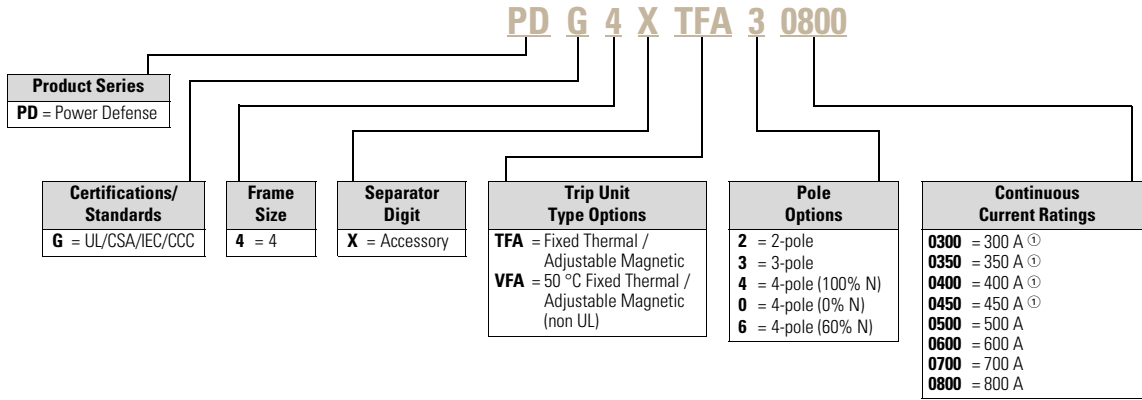 PD G 4 X TFA 3 0800
Product Series
PD = Power Defense
Certifications/
Standards
G = UL/CSA/IEC/CCC
Frame
Size
4 = 4
Separator
Digit
X = Accessory
Trip Unit
Type Options
TFA = Fixed Thermal /
Adjustable Magnetic
VFA = 50 °C Fixed Thermal /
Adjustable Magnetic
(non UL)
Pole
Options
2 = 2-pole
3 = 3-pole
4 = 4-pole (100% N)
0 = 4-pole (0% N)
6 = 4-pole (60% N)
Continuous
Current Ratings
0300 = 300 A ①
0350 = 350 A ①
0400 = 400 A ①
0450 = 450 A ①
0500 = 500 A
0600 = 600 A
0700 = 700 A
0800 = 800 A